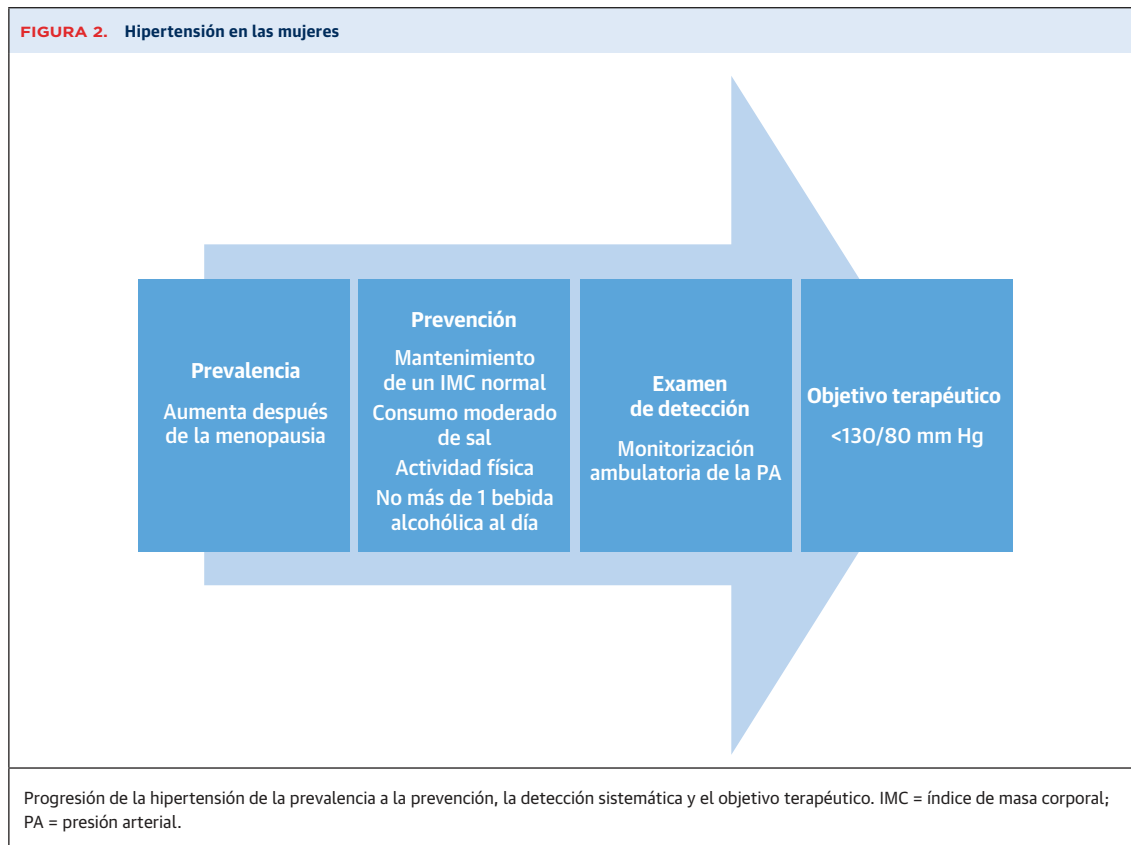 FIGURA 2. Hipertensión en las mujeres
Prevalencia
Aumenta después
de la menopausia
Prevención
Mantenimiento
de un IMC normal
Consumo moderado
de sal
Actividad física
No más de 1 bebida
alcohólica al día
Examen
de detección
Monitorización
ambulatoria de la PA
Objetivo terapéutico
<130/80 mm Hg
Progresión de la hipertensión de la prevalencia a la prevención, la detección sistemática y el objetivo terapéutico. IMC = índice de masa corporal;
PA = presión arterial.